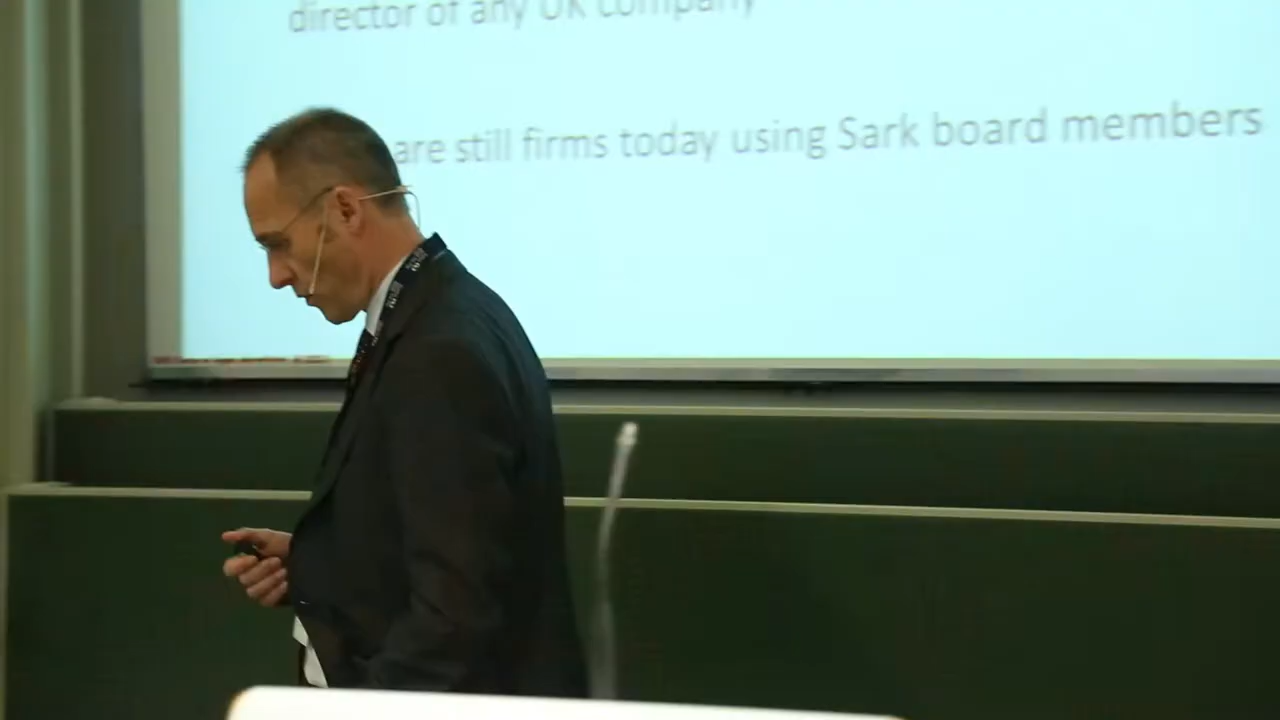 director of any UK company
are still firms today using Sark board members